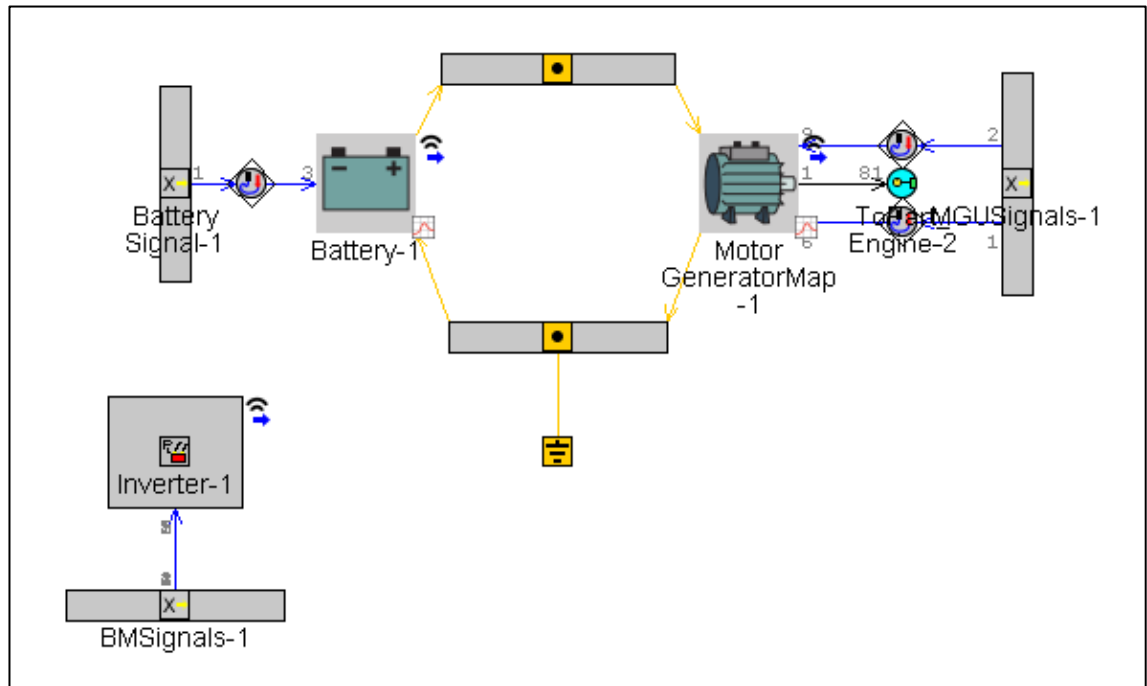 9
2
1
3
1
81
Battery
Signal-1
Battery-1
MGUSignals-1
Engine-2
6
1
Motor
GeneratorMap
-1
Inverter-1
BMSignals-1